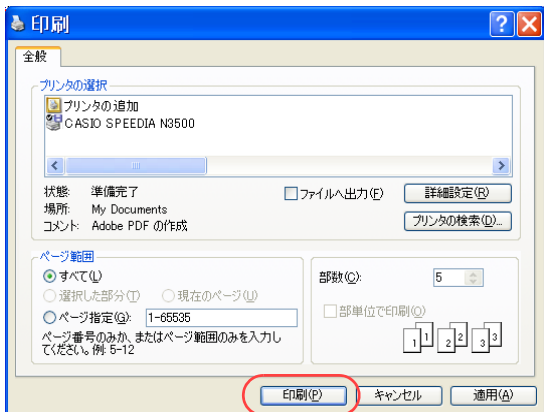 印刷
全般
プリンタの選択
プリンタの追加
CASIO SPEEDIA N3500
状態: 準備完了
場所: My Documents
コメント: Adobe PDF の作成
ファイルへ出力(F)
詳細設定(R)
プリンタの検索(D)...
ページ範囲
すべて(L)
選択した部分(T) 現在のページ(U)
ページ指定(G): 1-65535
ページ番号のみか、またはページ範囲のみを入力し
てください。例: 5-12
部数(C): 5
部単位で印刷(O)
1 1 2 2 3 3
印刷(P) キャンセル 適用(A)